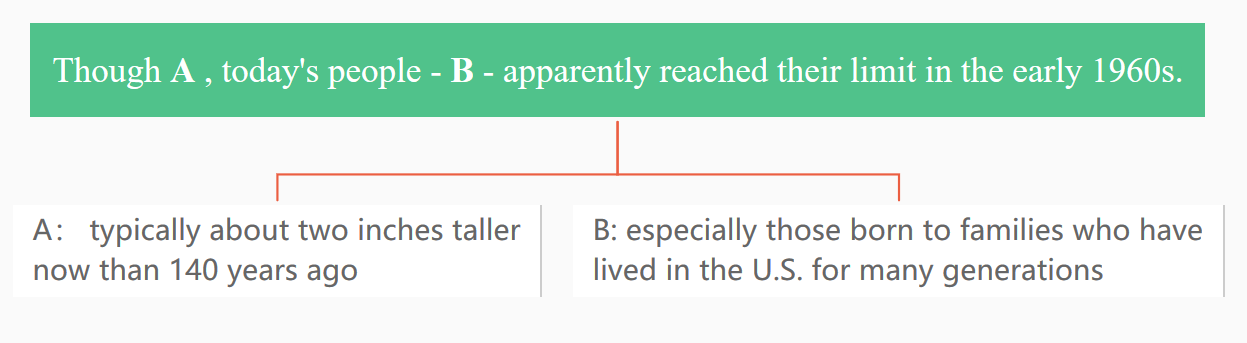 Though A , today's people - B - apparently reached their limit in the early 1960s.
A： typically about two inches taller
now than 140 years ago
B: especially those born to families who have
lived in the U.S. for many generations